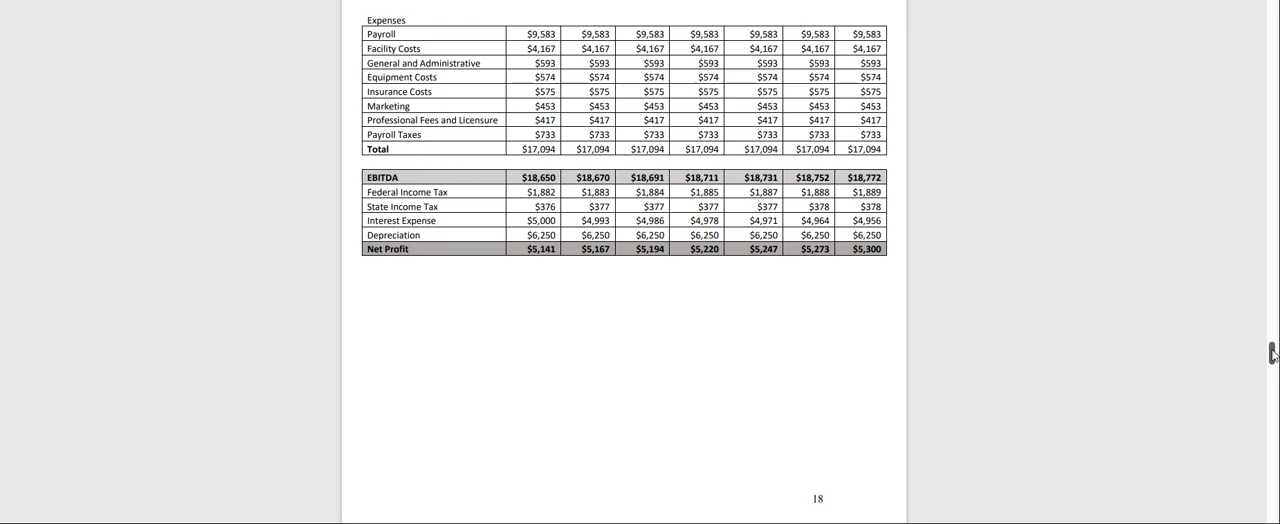 Expenses
Payroll $9,583 $9,583 $9,583 $9,583 $9,583 $9,583 $9,583
Facility Costs $4,167 $4,167 $4,167 $4,167 $4,167 $4,167 $4,167
General and Administrative $593 $593 $593 $593 $593 $593 $593
Equipment Costs $574 $574 $574 $574 $574 $574 $574
Insurance Costs $575 $575 $575 $575 $575 $575 $575
Marketing $453 $453 $453 $453 $453 $453 $453
Professional Fees and Licensure $417 $417 $417 $417 $417 $417 $417
Payroll Taxes $733 $733 $733 $733 $733 $733 $733
Total $17,094 $17,094 $17,094 $17,094 $17,094 $17,094 $17,094
EBITDA $18,650 $18,670 $18,691 $18,711 $18,731 $18,752 $18,772
Federal Income Tax $1,882 $1,883 $1,884 $1,885 $1,887 $1,888 $1,889
State Income Tax $376 $377 $377 $377 $377 $378 $378
Interest Expense $5,000 $4,993 $4,986 $4,978 $4,971 $4,964 $4,956
Depreciation $6,250 $6,250 $6,250 $6,250 $6,250 $6,250 $6,250
Net Profit $5,141 $5,167 $5,194 $5,220 $5,247 $5,273 $5,300
18